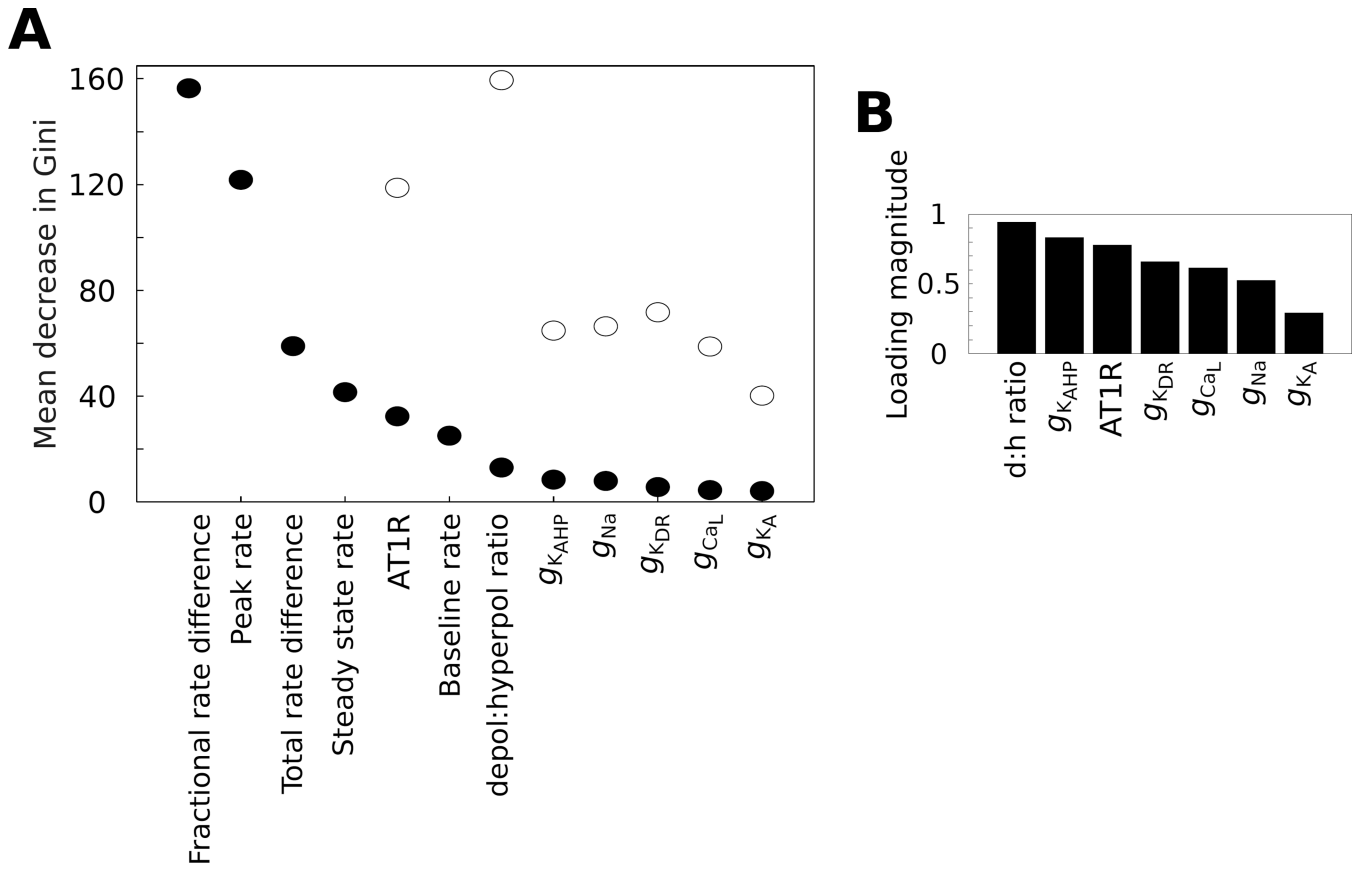 A
Mean decrease in Gini
160
120
80
40
0
Fractional rate difference
Peak rate
Total rate difference
Steady state rate
AT1R
Baseline rate
depol:hyperpol ratio
gKAHP
gNa
gKDR
gCaL
gKA
B
Loading magnitude
1
0.5
0
d:h ratio
gKAHP
AT1R
gKDR
gCaL
gNa
gKA